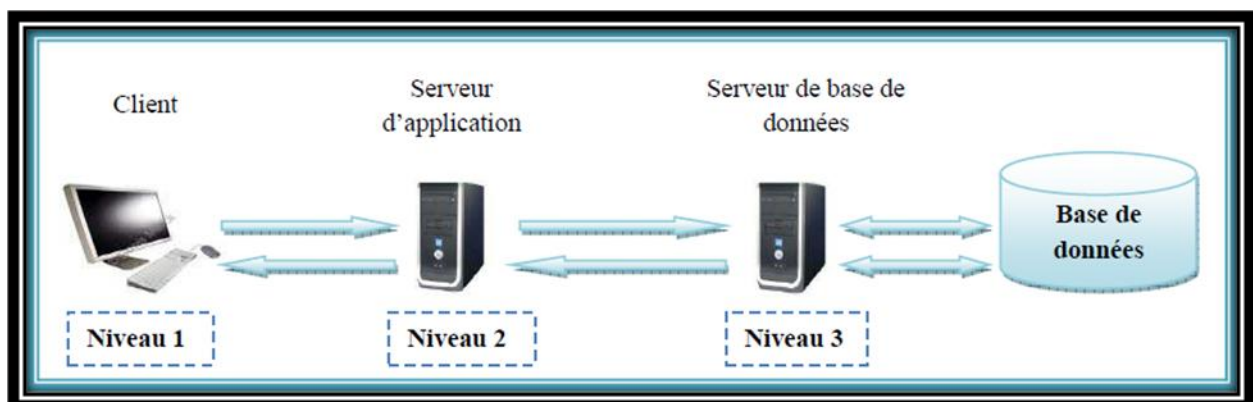 Client
Serveur
d’application
Serveur de base de
données
Base de
données
Niveau 1
Niveau 2
Niveau 3